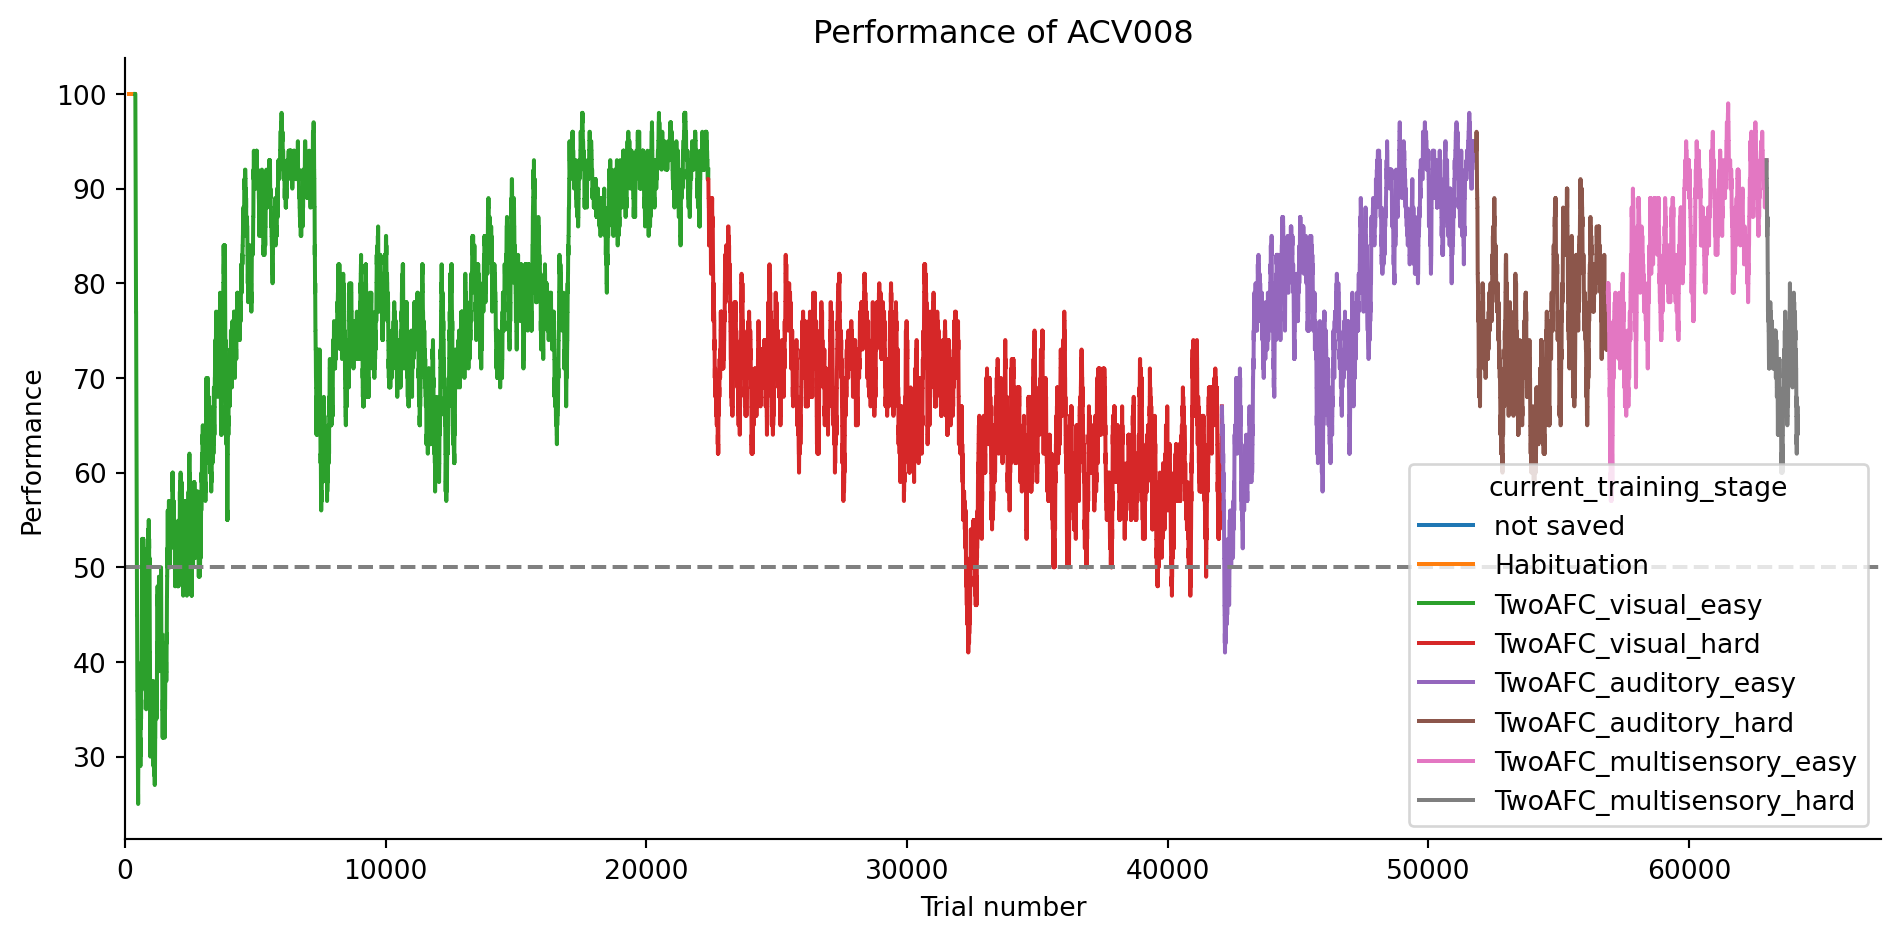 Performance of ACV008
Performance
100
90
80
70
60
50
40
30
0
10000
20000
30000
40000
50000
60000
Trial number
current_training_stage
not saved
Habituation
TwoAFC_visual_easy
TwoAFC_visual_hard
TwoAFC_auditory_easy
TwoAFC_auditory_hard
TwoAFC_multisensory_easy
TwoAFC_multisensory_hard